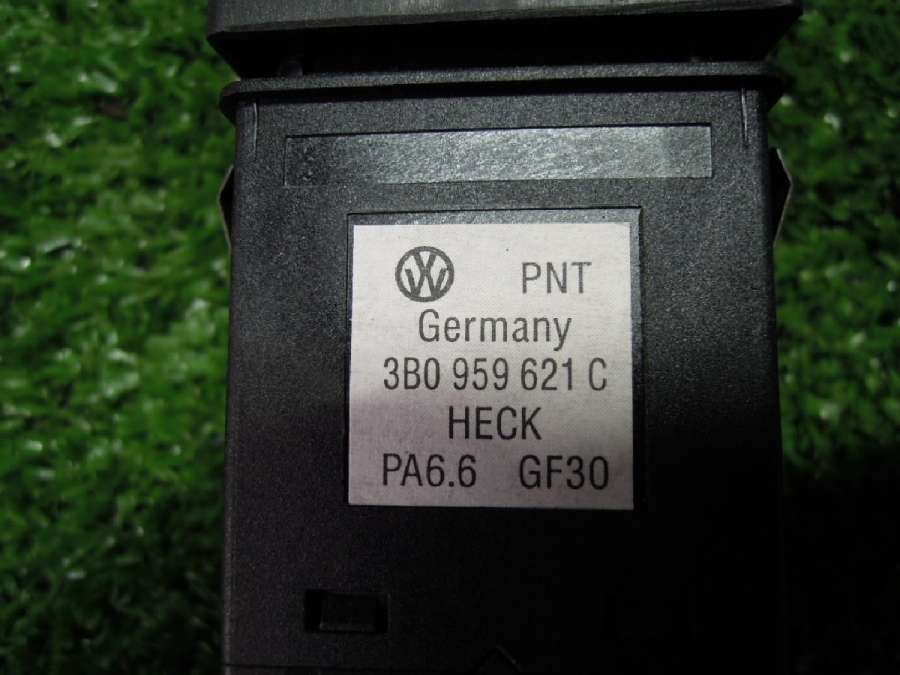 PNT
Germany
3B0 959 621 C
HECK
PA6.6 GF30